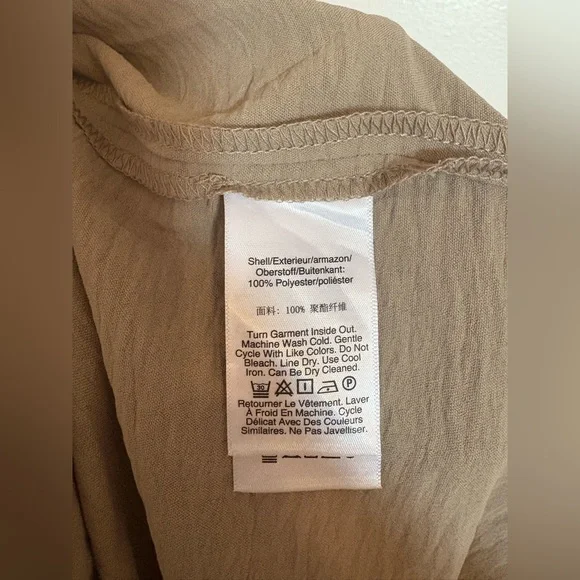 Shell/Exterieur/armazon/
Oberstoff/Buitenkant:
100% Polyester/poliéster
面料: 100% 聚酯纤维
Turn Garment Inside Out.
Machine Wash Cold. Gentle
Cycle With Like Colors. Do Not
Bleach. Line Dry. Use Cool
Iron. Can Be Dry Cleaned.
30 P
Retourner Le Vêtement. Laver
À Froid En Machine. Cycle
Délicat Avec Des Couleurs
Similaires. Ne Pas Javelliser.